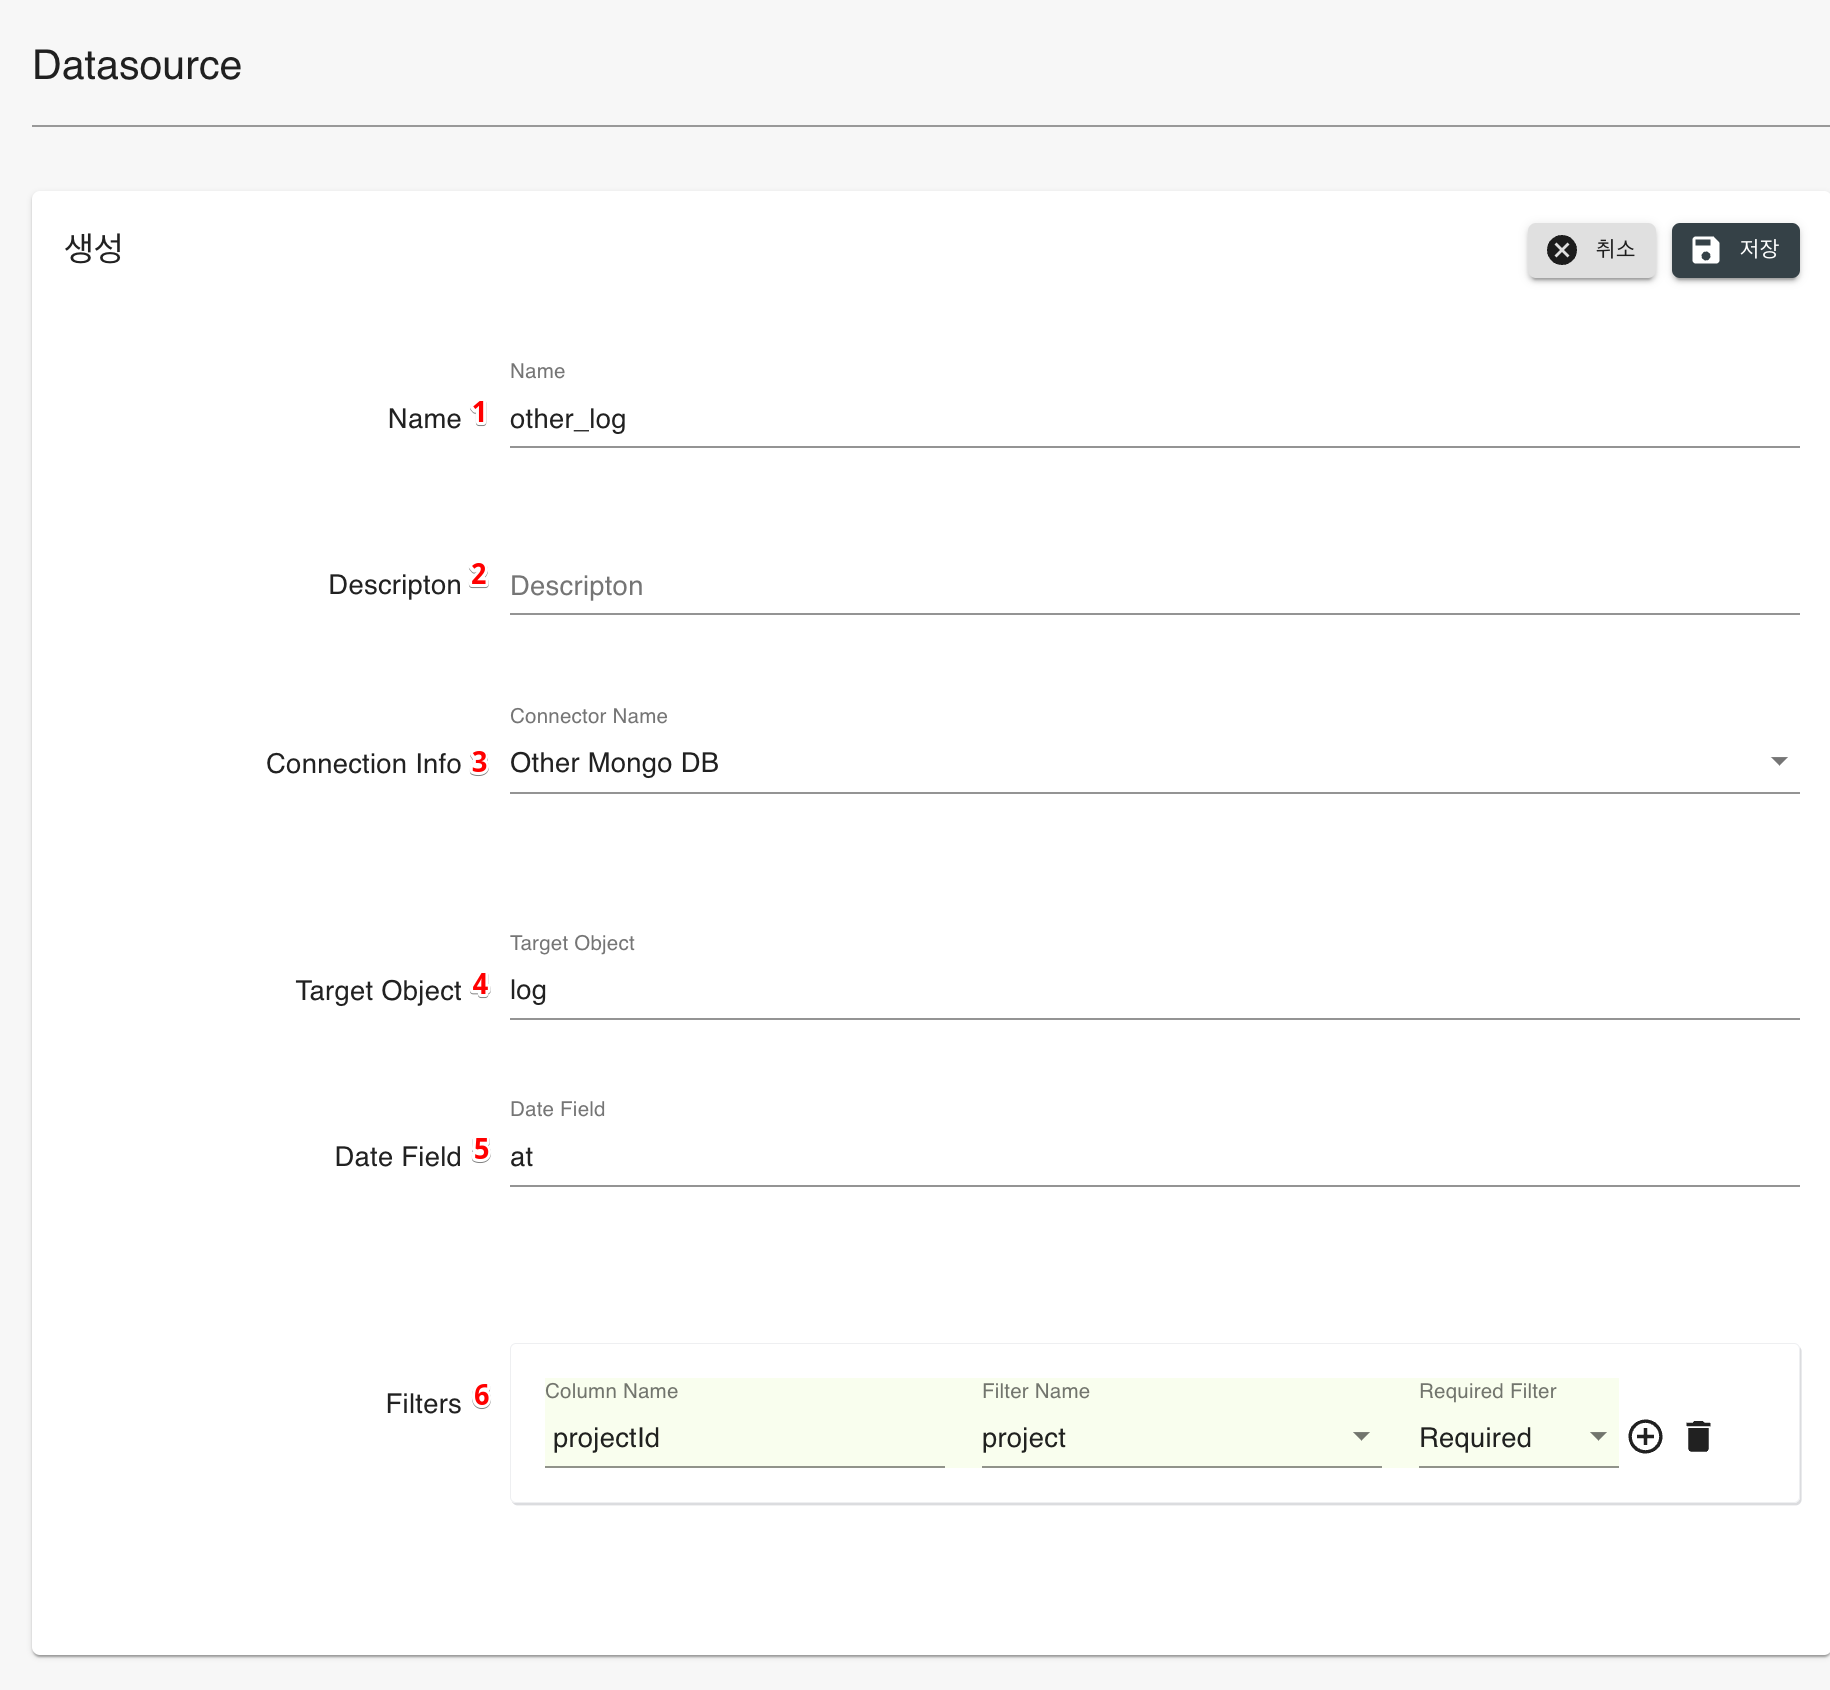 Datasource
생성
취소
저장
Name
Name 1 other_log
Descripton 2 Descripton
Connector Name
Connection Info 3 Other Mongo DB
Target Object
Target Object 4 log
Date Field
Date Field 5 at
Filters 6
Column Name Filter Name Required Filter
projectId project Required